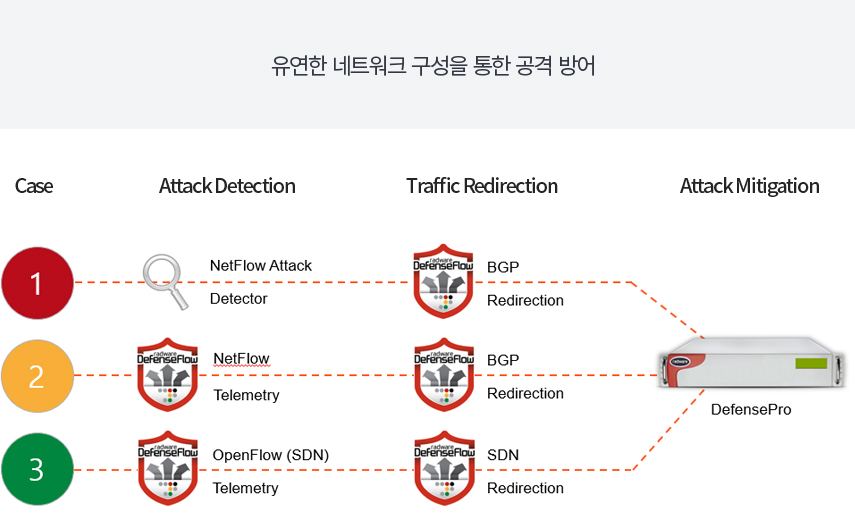 유연한 네트워크 구성을 통한 공격 방어
Case
Attack Detection
Traffic Redirection
Attack Mitigation
1
NetFlow Attack
Detector
radware
DefenseFlow
BGP
Redirection
2
radware
DefenseFlow
NetFlow
Telemetry
radware
DefenseFlow
BGP
Redirection
radware
DefensePro
3
radware
DefenseFlow
OpenFlow (SDN)
Telemetry
radware
DefenseFlow
SDN
Redirection